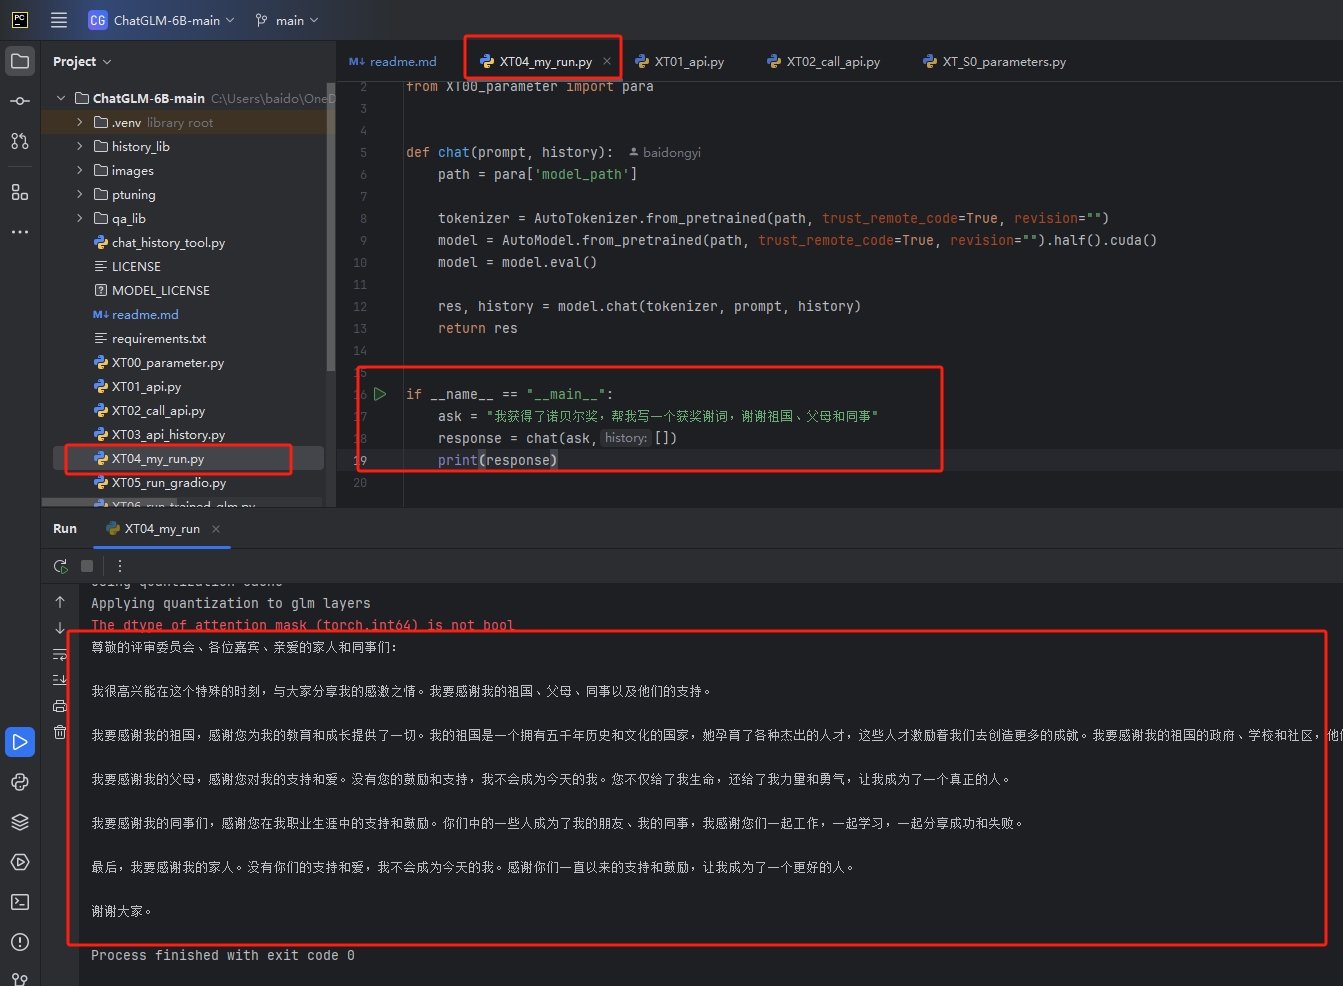 PC
CG ChatGLM-6B-main main
Project
readme.md
XT04_my_run.py ×
XT01_api.py
XT02_call_api.py
XT_S0_parameters.py
ChatGLM-6B-main C:\Users\baido\OneD
.venv library root
history_lib
images
ptuning
qa_lib
chat_history_tool.py
LICENSE
MODEL_LICENSE
M↓ readme.md
requirements.txt
XT00_parameter.py
XT01_api.py
XT02_call_api.py
XT03_api_history.py
XT04_my_run.py
XT05_run_gradio.py
XT06_run_trained_glm.py
2 from XT00_parameter import para
3
4
5 def chat(prompt, history): baidongyi
6 path = para['model_path']
7
8 tokenizer = AutoTokenizer.from_pretrained(path, trust_remote_code=True, revision="")
9 model = AutoModel.from_pretrained(path, trust_remote_code=True, revision="").half().cuda()
10 model = model.eval()
11
12 res, history = model.chat(tokenizer, prompt, history)
13 return res
14
15
16 if __name__ == "__main__":
17 ask = "我获得了诺贝尔奖，帮我写一个获奖谢词，谢谢祖国、父母和同事"
18 response = chat(ask, history: [])
19 print(response)
20
Run XT04_my_run ×
Using quantization cache
Applying quantization to glm layers
The dtype of attention mask (torch.int64) is not bool
尊敬的评审委员会、各位嘉宾、亲爱的家人和同事们：
我很高兴能在这个特殊的时刻，与大家分享我的感激之情。我要感谢我的祖国、父母、同事以及他们的支持。
我要感谢我的祖国，感谢您为我的教育和成长提供了一切。我的祖国是一个拥有五千年历史和文化的国家，她孕育了各种杰出的人才，这些人才激励着我们去创造更多的成就。我要感谢我的祖国的政府、学校和社区，他
我要感谢我的父母，感谢您对我的支持和爱。没有您的鼓励和支持，我不会成为今天的我。您不仅给了我生命，还给了我力量和勇气，让我成为了一个真正的人。
我要感谢我的同事们，感谢您在我职业生涯中的支持和鼓励。你们中的一些人成为了我的朋友、我的同事，我感谢您们一起工作，一起学习，一起分享成功和失败。
最后，我要感谢我的家人。没有你们的支持和爱，我不会成为今天的我。感谢你们一直以来的支持和鼓励，让我成为了一个更好的人。
谢谢大家。
Process finished with exit code 0